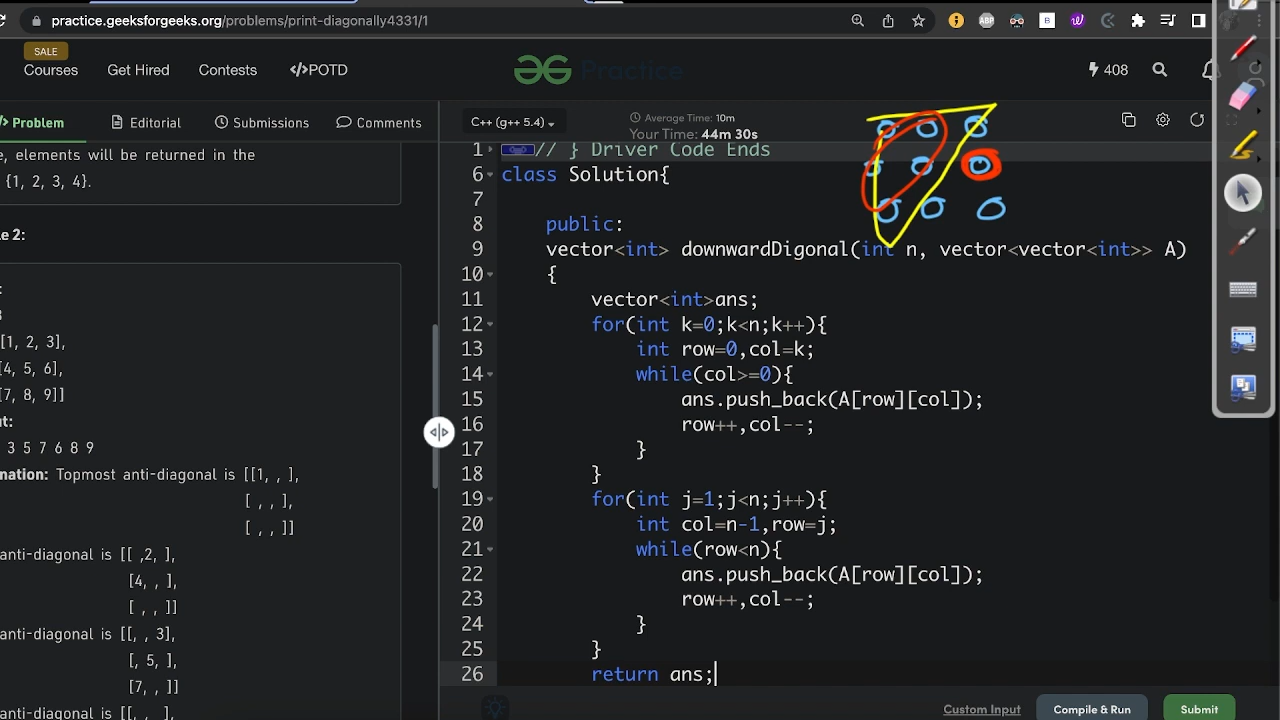 practice.geeksforgeeks.org/problems/print-diagonally4331/1
SALE
Courses Get Hired Contests </>POTD
Practice
408
Problem Editorial Submissions Comments
C++ (g++ 5.4)
Average Time: 10m
Your Time: 44m 30s
e, elements will be returned in the
{1, 2, 3, 4}.
le 2:
:
3
[1, 2, 3],
[4, 5, 6],
[7, 8, 9]]
ut:
3 5 7 6 8 9
nation: Topmost anti-diagonal is [[1, , ],
[ , , ],
[ , , ]]
anti-diagonal is [[ ,2, ],
[4, , ],
[ , , ]]
anti-diagonal is [[, , 3],
[, 5, ],
[7, , ]]
anti-diagonal is [[, , ],
1 // } Driver Code Ends
6 class Solution{
7
8 public:
9 vector<int> downwardDigonal(int n, vector<vector<int>> A)
10 {
11 vector<int>ans;
12 for(int k=0;k<n;k++){
13 int row=0,col=k;
14 while(col>=0){
15 ans.push_back(A[row][col]);
16 row++,col--;
17 }
18 }
19 for(int j=1;j<n;j++){
20 int col=n-1,row=j;
21 while(row<n){
22 ans.push_back(A[row][col]);
23 row++,col--;
24 }
25 }
26 return ans;
Custom Input Compile & Run Submit